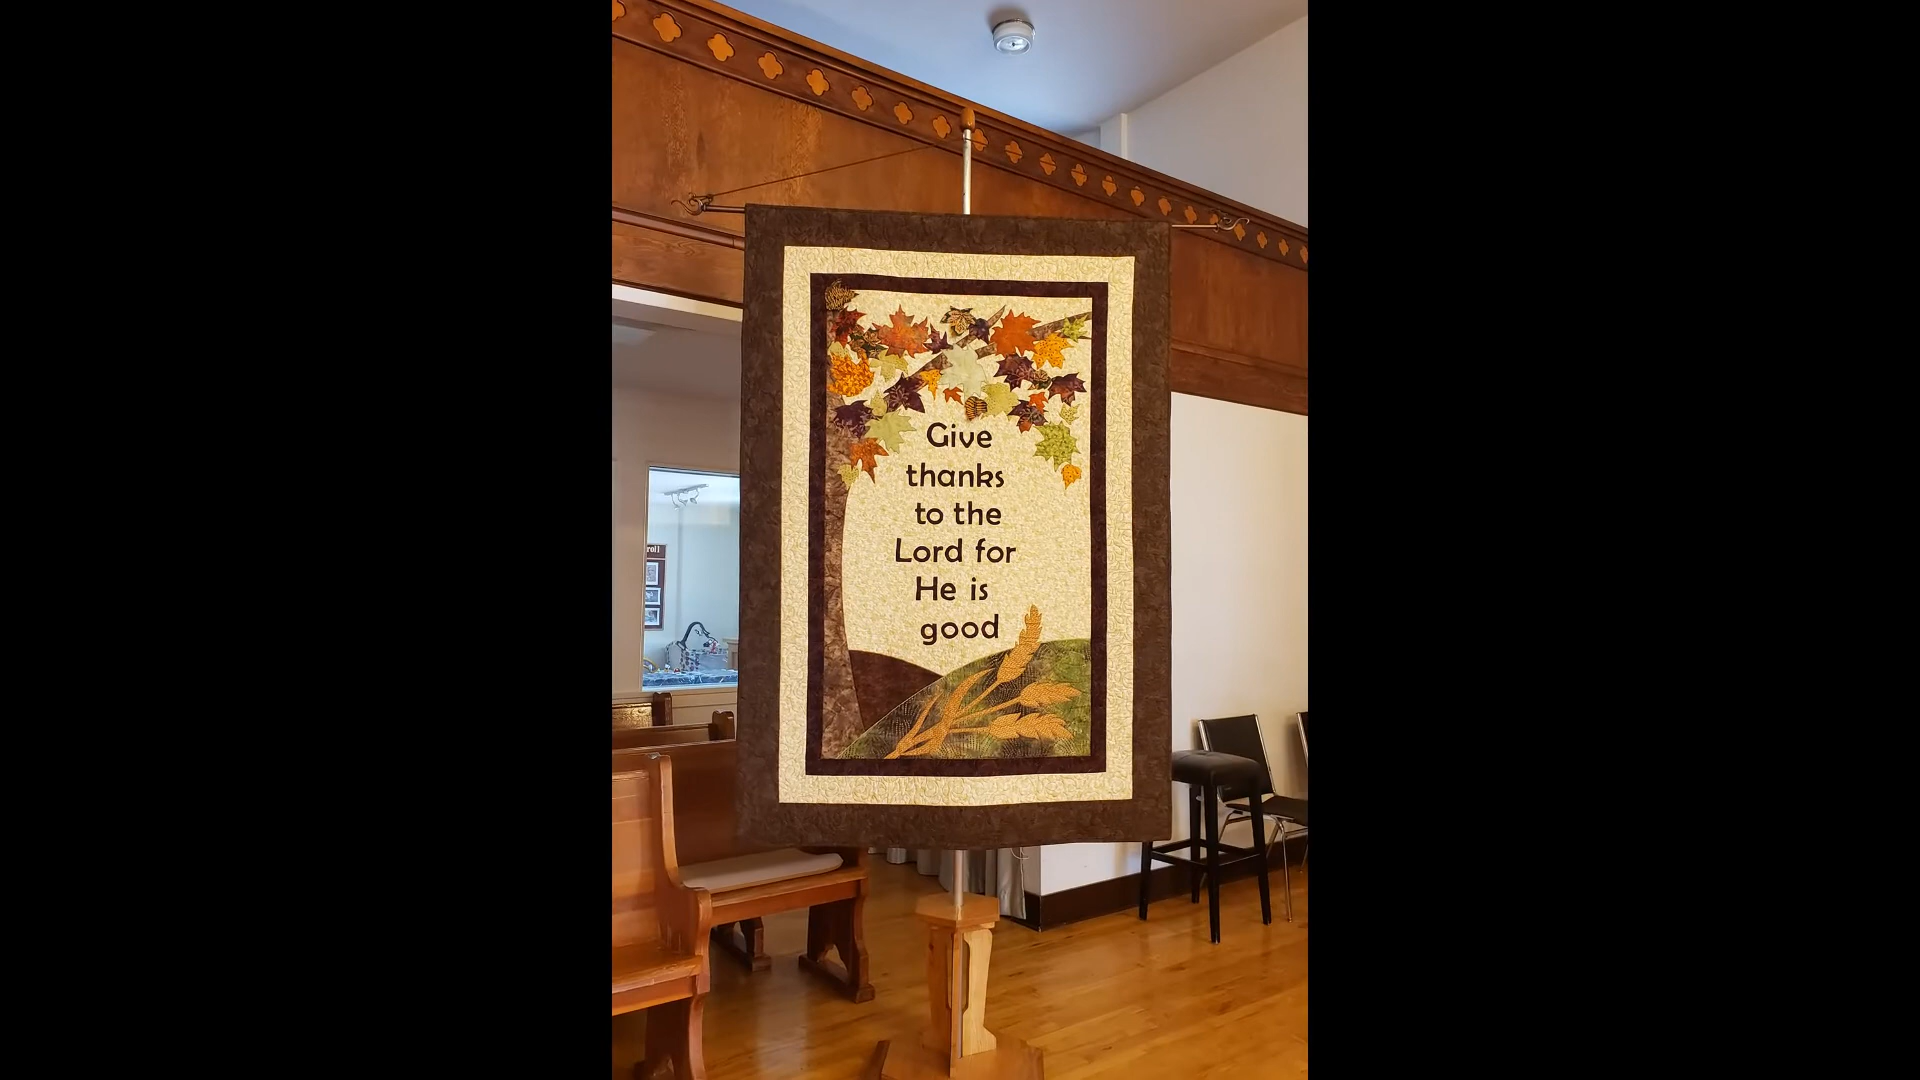 Give
thanks
to the
Lord for
He is
good